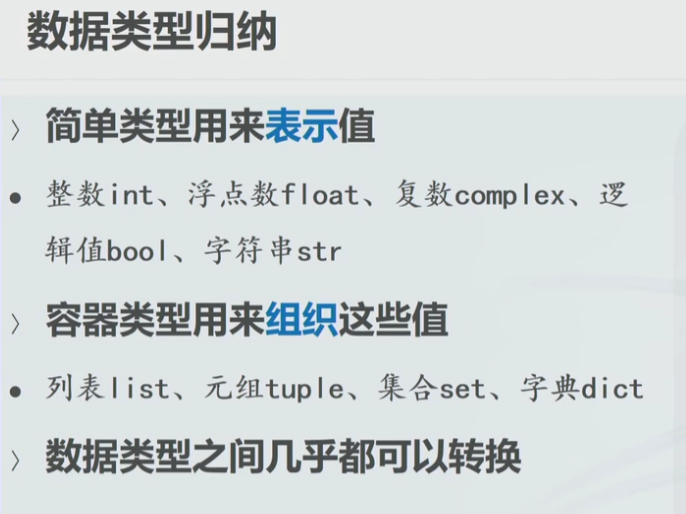 数据类型归纳
〉 简单类型用来表示值
• 整数int、浮点数float、复数complex、逻
辑值bool、字符串str
〉 容器类型用来组织这些值
• 列表list、元组tuple、集合set、字典dict
〉 数据类型之间几乎都可以转换